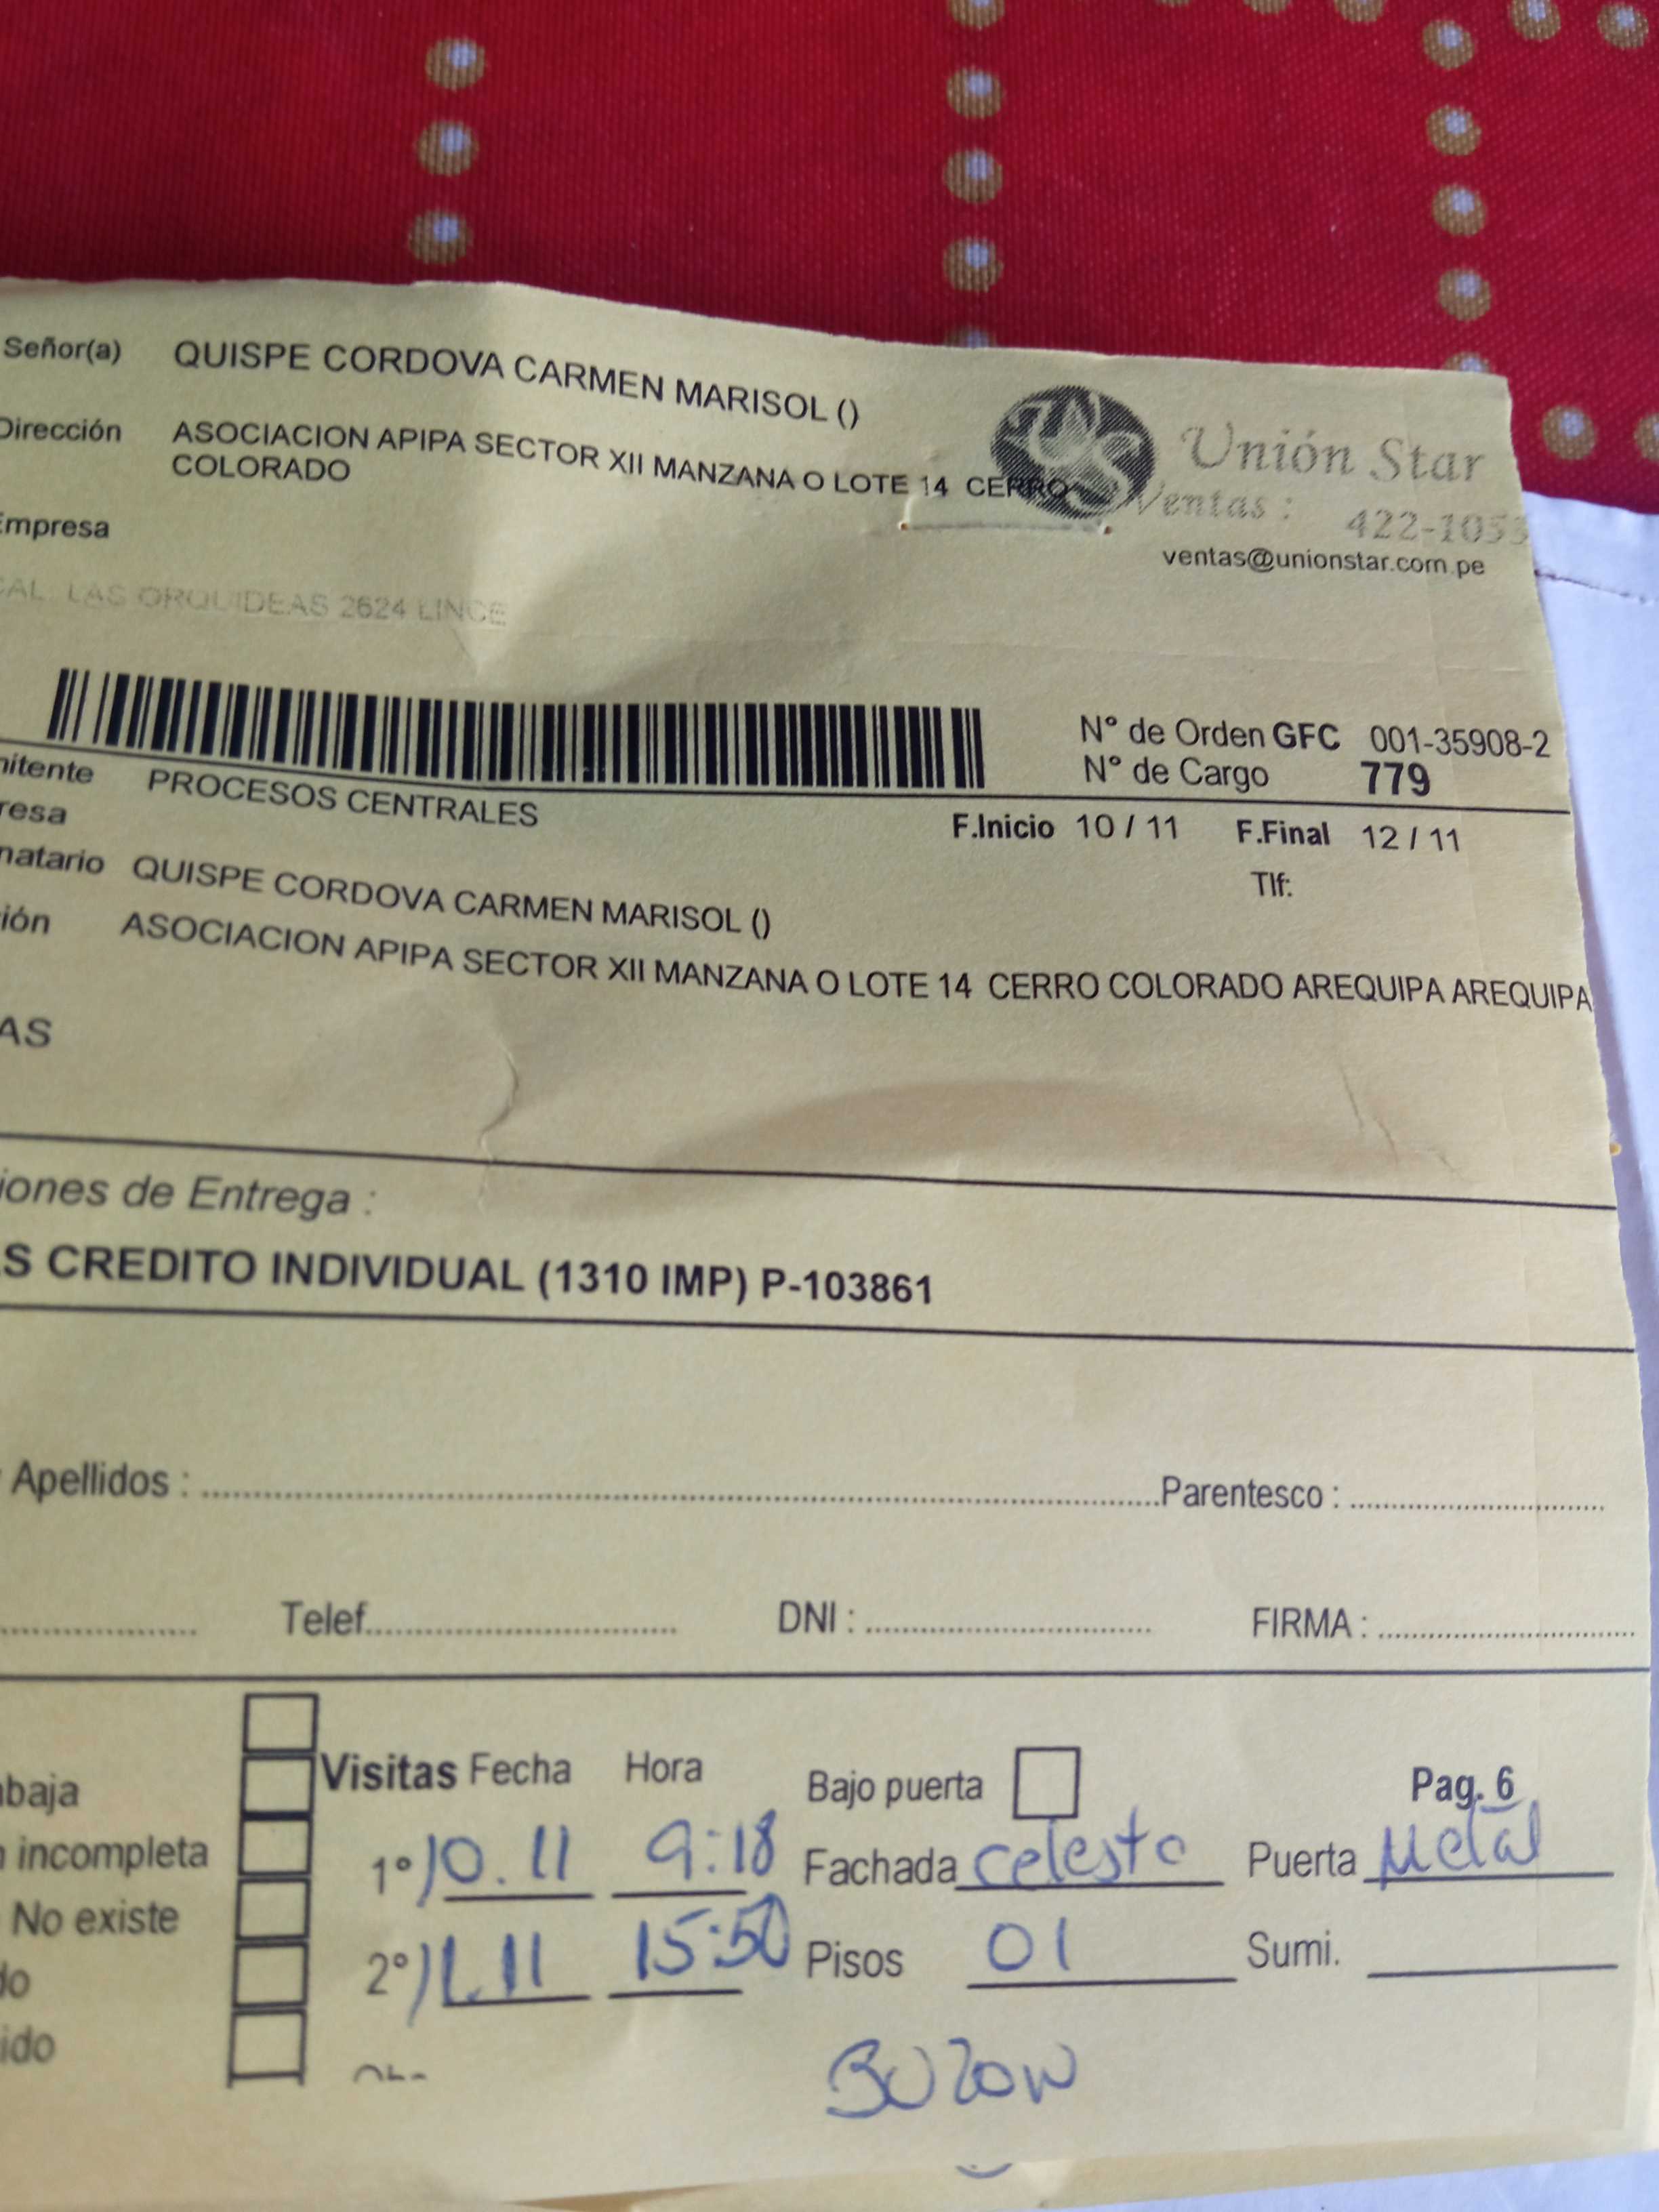 Señor(a) QUISPE CORDOVA CARMEN MARISOL ()
Dirección ASOCIACION APIPA SECTOR XII MANZANA O LOTE 14 CERRO
COLORADO
Unión Star
Ventas : 422-1053
ventas@unionstar.com.pe
Empresa
CAL. LAS ORQUIDEAS 2624 LINCE
N° de Orden GFC 001-35908-2
N° de Cargo 779
mitente PROCESOS CENTRALES
resa
F.Inicio 10 / 11 F.Final 12 / 11
Tlf:
natario QUISPE CORDOVA CARMEN MARISOL ()
ión ASOCIACION APIPA SECTOR XII MANZANA O LOTE 14 CERRO COLORADO AREQUIPA AREQUIPA
AS
iones de Entrega :
S CREDITO INDIVIDUAL (1310 IMP) P-103861
Apellidos : Parentesco :
Telef. DNI : FIRMA :
Visitas Fecha Hora Bajo puerta Pag. 6
baja
n incompleta 1° 10.11 9:18 Fachada celeste Puerta Metal
No existe 2° 11.11 15:50 Pisos 01 Sumi.
do
ido
BUZON